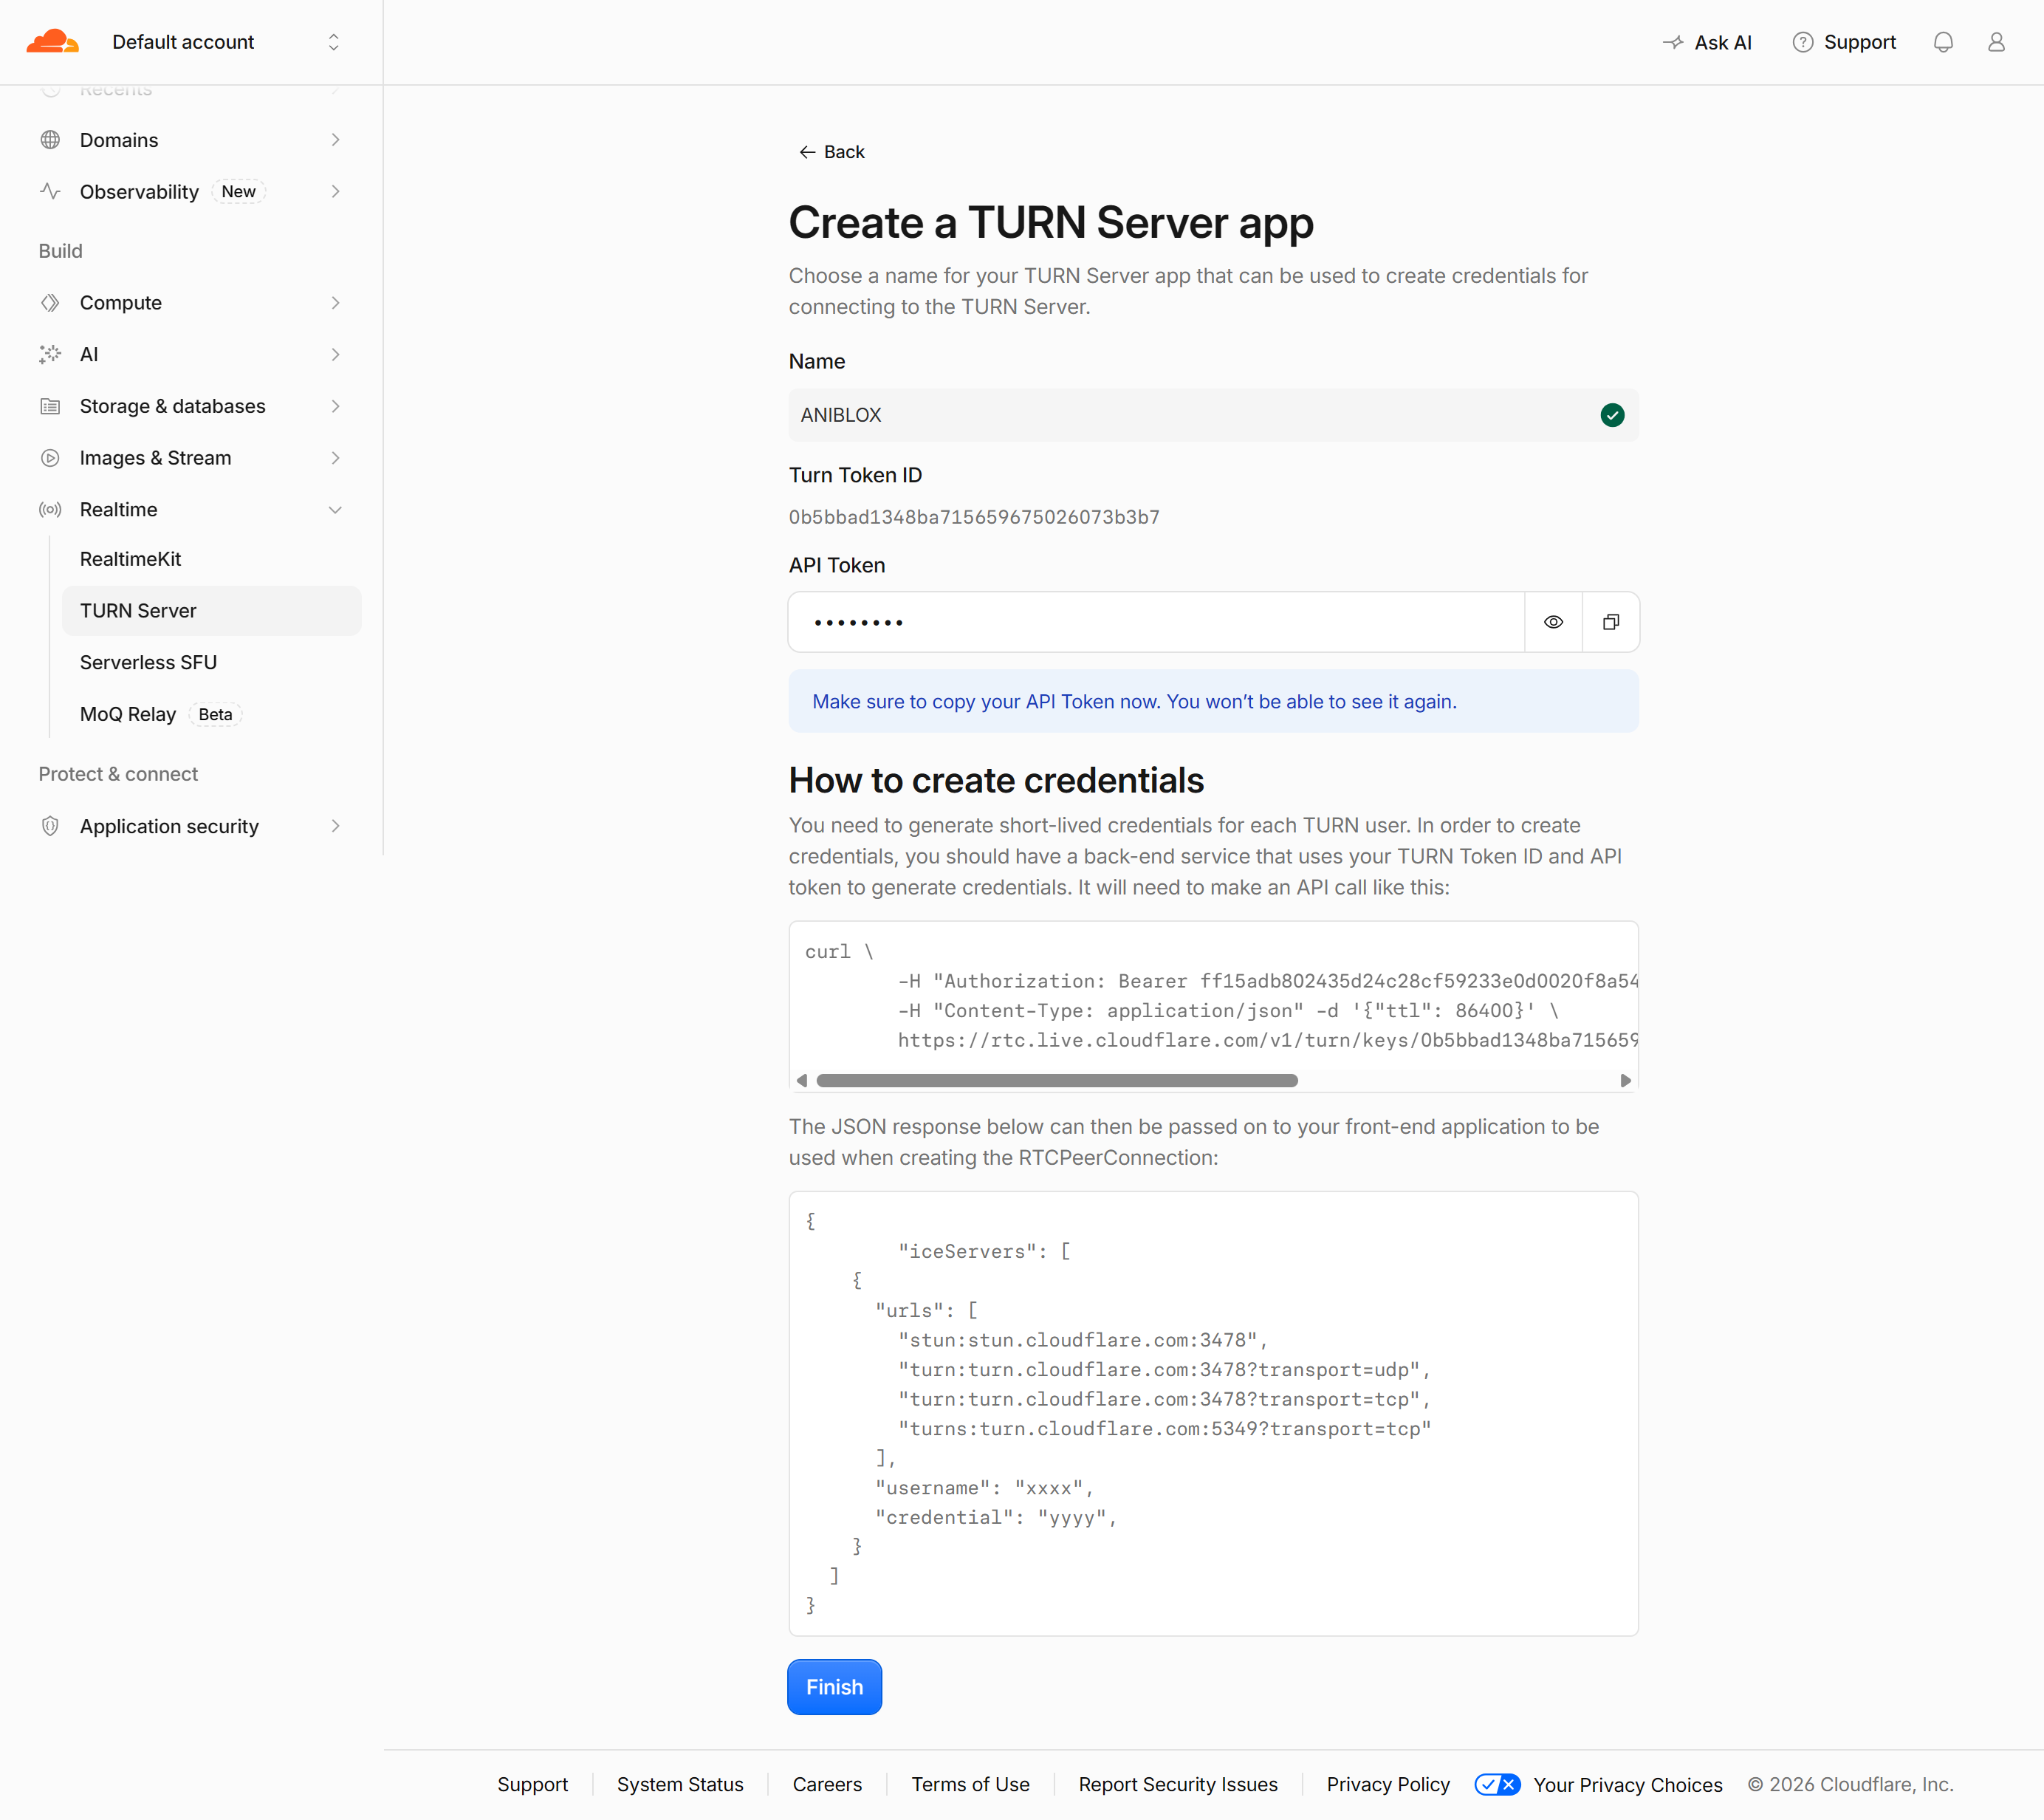 Default account
Ask AI
Support
Recents
Domains
Observability New
Build
Compute
AI
Storage & databases
Images & Stream
Realtime
RealtimeKit
TURN Server
Serverless SFU
MoQ Relay Beta
Protect & connect
Application security
Back
Create a TURN Server app
Choose a name for your TURN Server app that can be used to create credentials for
connecting to the TURN Server.
Name
ANIBLOX
Turn Token ID
0b5bbad1348ba715659675026073b3b7
API Token
••••••••
Make sure to copy your API Token now. You won’t be able to see it again.
How to create credentials
You need to generate short-lived credentials for each TURN user. In order to create
credentials, you should have a back-end service that uses your TURN Token ID and API
token to generate credentials. It will need to make an API call like this:
curl \
-H "Authorization: Bearer ff15adb802435d24c28cf59233e0d0020f8a54
-H "Content-Type: application/json" -d '{"ttl": 86400}' \
https://rtc.live.cloudflare.com/v1/turn/keys/0b5bbad1348ba715659
The JSON response below can then be passed on to your front-end application to be
used when creating the RTCPeerConnection:
{
"iceServers": [
{
"urls": [
"stun:stun.cloudflare.com:3478",
"turn:turn.cloudflare.com:3478?transport=udp",
"turn:turn.cloudflare.com:3478?transport=tcp",
"turns:turn.cloudflare.com:5349?transport=tcp"
],
"username": "xxxx",
"credential": "yyyy",
}
]
}
Finish
Support
System Status
Careers
Terms of Use
Report Security Issues
Privacy Policy
Your Privacy Choices
© 2026 Cloudflare, Inc.